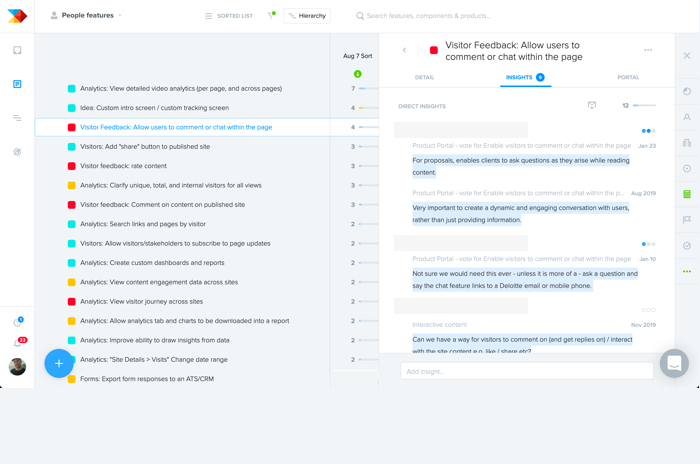 People features
SORTED LIST
Hierarchy
Search features, components & products...
Aug 7 Sort
Analytics: View detailed video analytics (per page, and across pages)
7
Idea: Custom intro screen / custom tracking screen
4
Visitor Feedback: Allow users to comment or chat within the page
4
Visitors: Add "share" button to published site
3
Visitor feedback: rate content
3
Analytics: Clarify unique, total, and internal visitors for all views
3
Visitor feedback: Comment on content on published site
3
Analytics: Search links and pages by visitor
2
Visitors: Allow visitors/stakeholders to subscribe to page updates
2
Analytics: Create custom dashboards and reports
2
Analytics: View content engagement data across sites
2
Analytics: View visitor journey across sites
2
Analytics: Allow analytics tab and charts to be downloaded into a report
2
Analytics: Improve ability to draw insights from data
2
Analytics: "Site Details > Visits" Change date range
2
Forms: Export form responses to an ATS/CRM
Visitor Feedback: Allow users to
comment or chat within the page
DETAIL
INSIGHTS
PORTAL
DIRECT INSIGHTS
12
Product Portal - vote for Enable visitors to comment or chat within the page
Jan 23
For proposals, enables clients to ask questions as they arise while reading
content.
Product Portal - vote for Enable visitors to comment or chat within the p...
Aug 2019
Very important to create a dynamic and engaging conversation with users,
rather than just providing information.
Product Portal - vote for Enable visitors to comment or chat within the page
Jan 10
Not sure we would need this ever - unless it is more of a - ask a question and
say the chat feature links to a Deloitte email or mobile phone.
Interactive content
Nov 2019
Can we have a way for visitors to comment on (and get replies on) / interact
with the site content e.g. like / share etc?
Add insight...